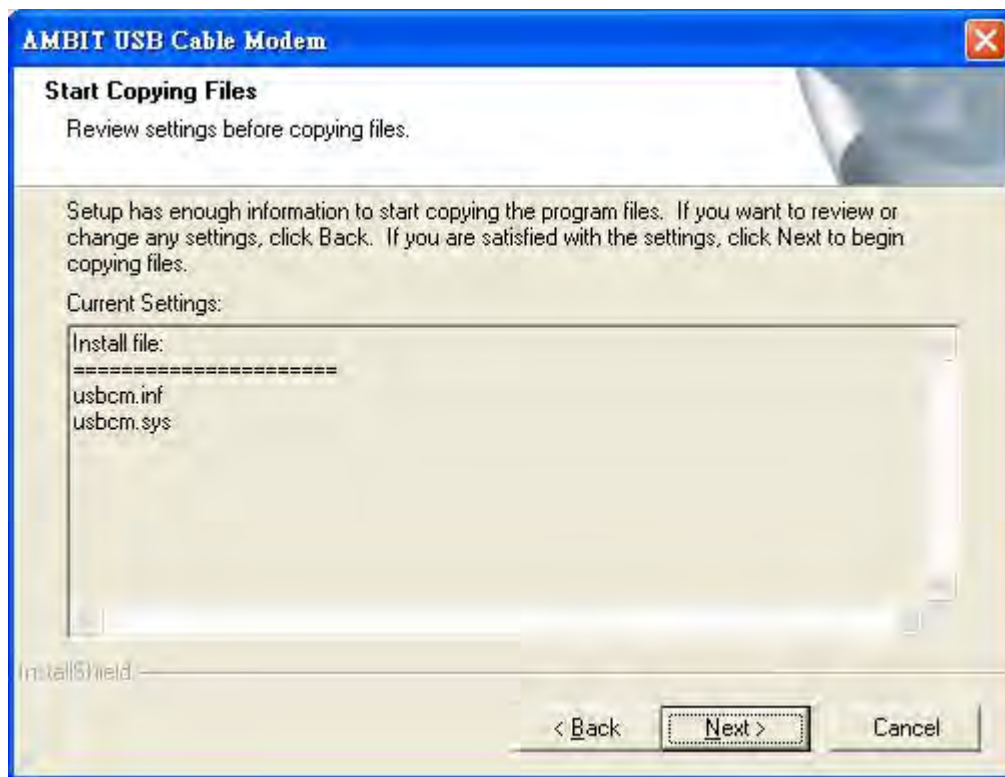 AMBIT USB Cable Modem
Start Copying Files
Review settings before copying files.
Setup has enough information to start copying the program files. If you want to review or
change any settings, click Back. If you are satisfied with the settings, click Next to begin
copying files.
Current Settings:
Install file:
======================
usbcm.inf
usbcm.sys
InstallShield
< Back
Next >
Cancel